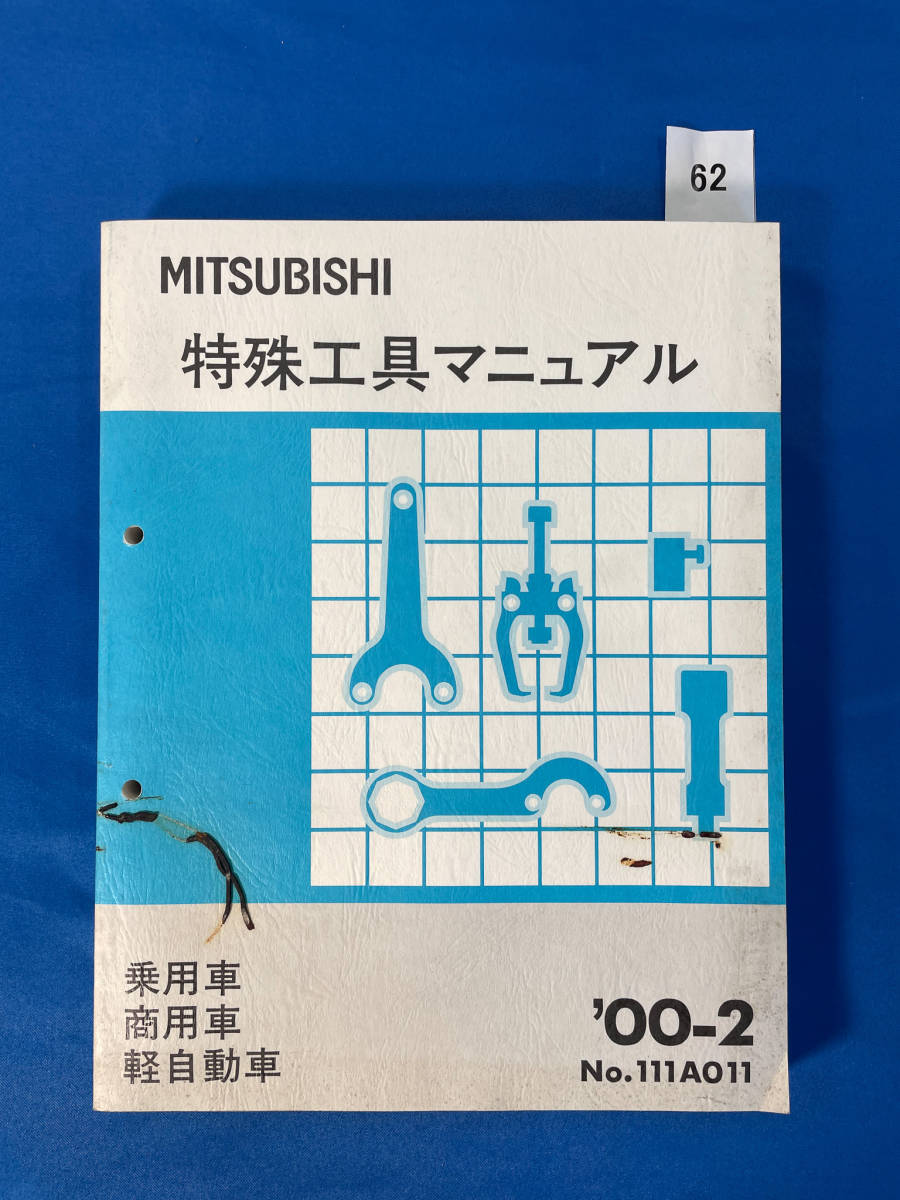 62
MITSUBISHI
特殊工具マニュアル
乗用車
商用車
軽自動車
'00-2
No.111A011